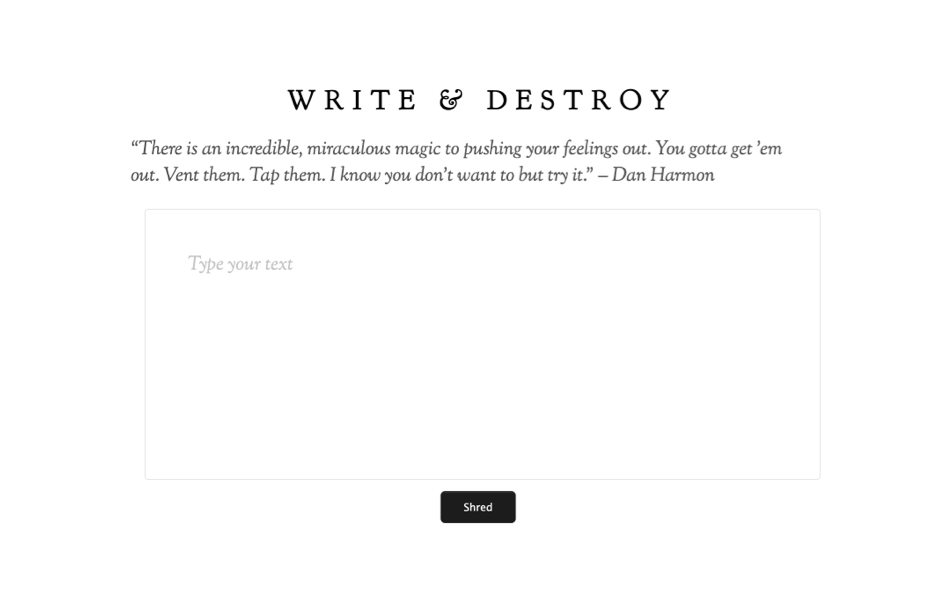 WRITE & DESTROY
“There is an incredible, miraculous magic to pushing your feelings out. You gotta get ’em
out. Vent them. Tap them. I know you don’t want to but try it.” – Dan Harmon
Type your text
Shred